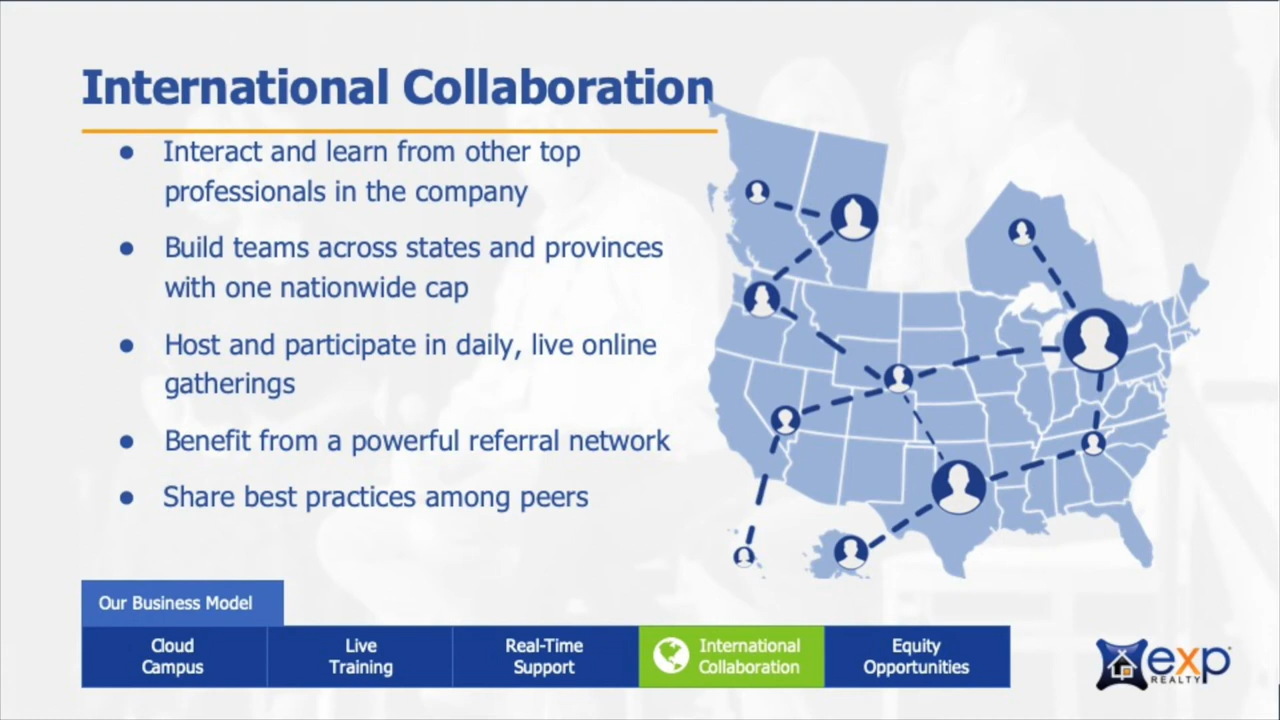 International Collaboration
● Interact and learn from other top
professionals in the company
● Build teams across states and provinces
with one nationwide cap
● Host and participate in daily, live online
gatherings
● Benefit from a powerful referral network
● Share best practices among peers
Our Business Model
Cloud
Campus
Live
Training
Real-Time
Support
International
Collaboration
Equity
Opportunities
exp
REALTY